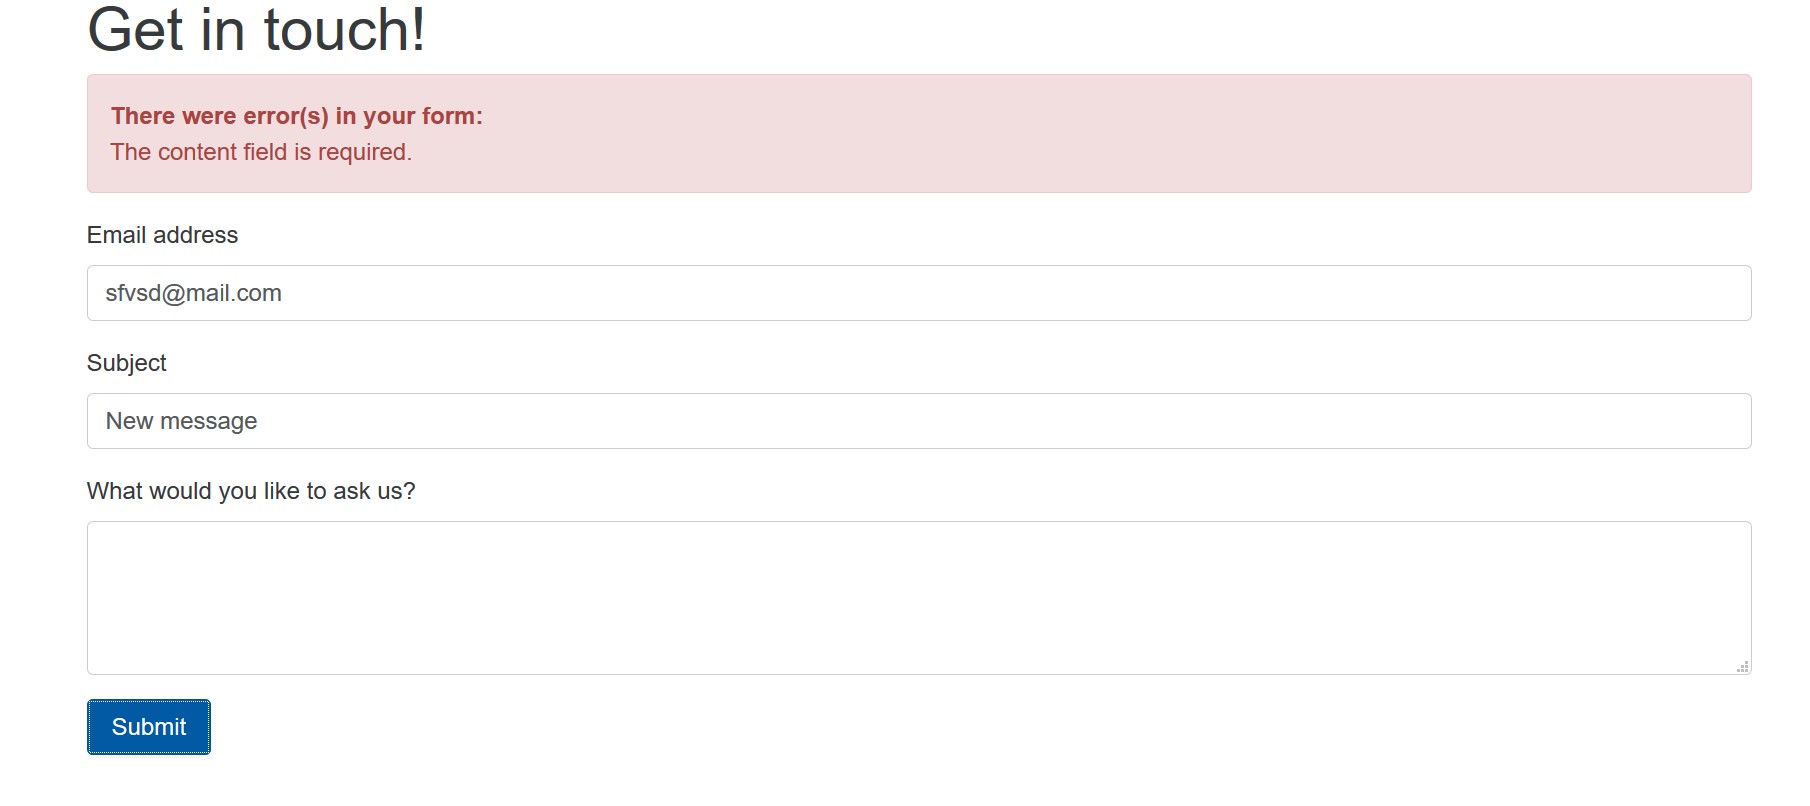 Get in touch!
There were error(s) in your form:
The content field is required.
Email address
sfvsd@mail.com
Subject
New message
What would you like to ask us?
Submit